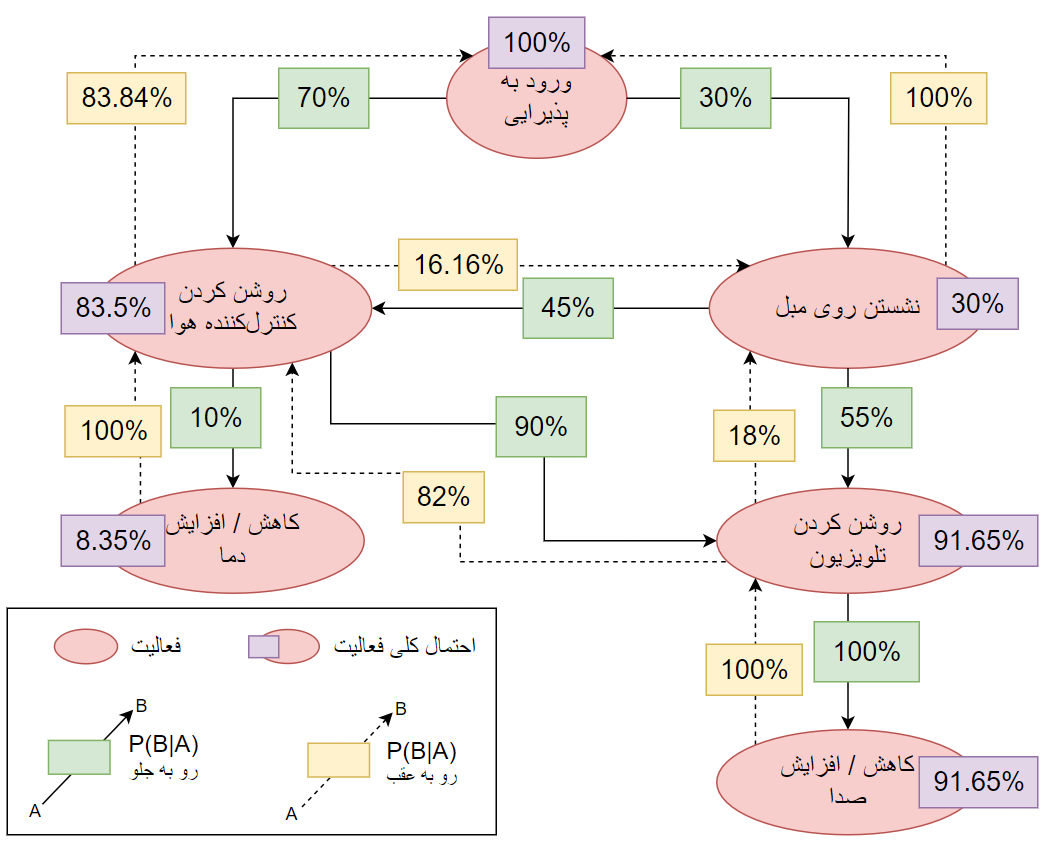 100%
ورود به
پذیرایی
83.84%
70%
30%
100%
16.16%
روشن کردن
کنترل‌کننده هوا
83.5%
45%
نشستن روی مبل
30%
100%
10%
90%
18%
55%
82%
کاهش / افزایش
دما
8.35%
روشن کردن
تلویزیون
91.65%
100%
100%
کاهش / افزایش
صدا
91.65%
فعالیت
احتمال کلی فعالیت
B
P(B|A)
رو به جلو
A
B
P(B|A)
رو به عقب
A